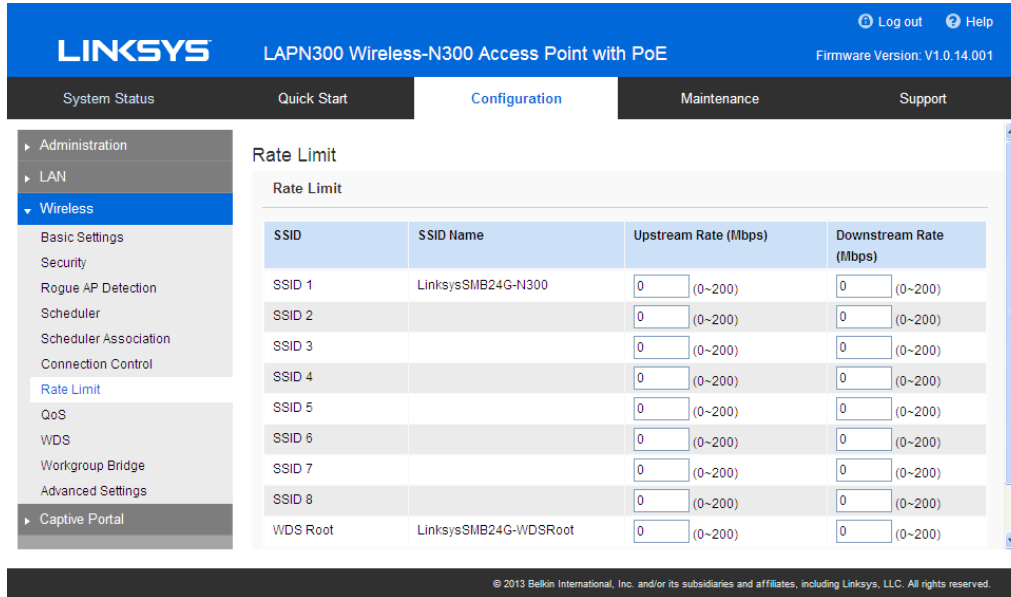 Log out Help
LINKSYS LAPN300 Wireless-N300 Access Point with PoE Firmware Version: V1.0.14.001
System Status Quick Start Configuration Maintenance Support
Administration
LAN
Wireless
Basic Settings
Security
Rogue AP Detection
Scheduler
Scheduler Association
Connection Control
Rate Limit
QoS
WDS
Workgroup Bridge
Advanced Settings
Captive Portal
Rate Limit
Rate Limit
SSID SSID Name Upstream Rate (Mbps) Downstream Rate
(Mbps)
SSID 1 LinksysSMB24G-N300 0 (0~200) 0 (0~200)
SSID 2 0 (0~200) 0 (0~200)
SSID 3 0 (0~200) 0 (0~200)
SSID 4 0 (0~200) 0 (0~200)
SSID 5 0 (0~200) 0 (0~200)
SSID 6 0 (0~200) 0 (0~200)
SSID 7 0 (0~200) 0 (0~200)
SSID 8 0 (0~200) 0 (0~200)
WDS Root LinksysSMB24G-WDSRoot 0 (0~200) 0 (0~200)
© 2013 Belkin International, Inc. and/or its subsidiaries and affiliates, including Linksys, LLC. All rights reserved.